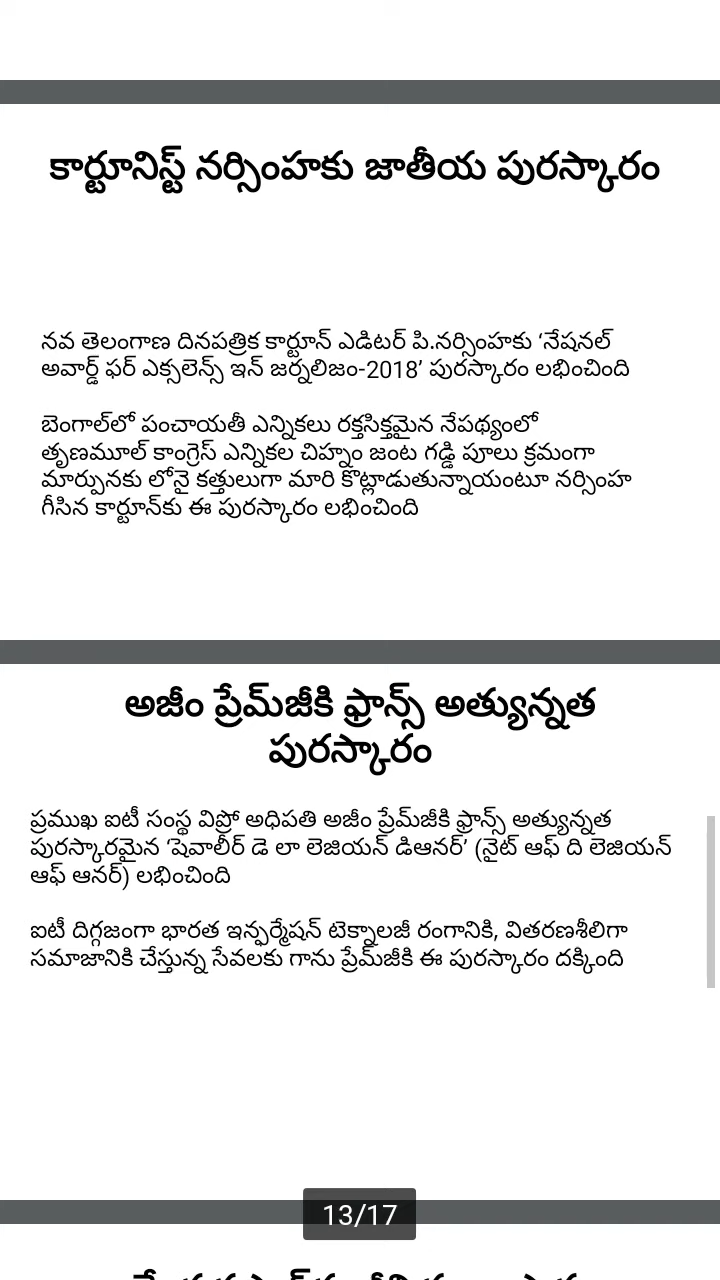 కార్టూనిస్ట్ నర్సింహకు జాతీయ పురస్కారం
నవ తెలంగాణ దినపత్రిక కార్టూన్ ఎడిటర్ పి.నర్సింహకు ‘నేషనల్
అవార్డ్ ఫర్ ఎక్సలెన్స్ ఇన్ జర్నలిజం-2018’ పురస్కారం లభించింది
బెంగాల్‌లో పంచాయతీ ఎన్నికలు రక్తసిక్తమైన నేపథ్యంలో
తృణమూల్ కాంగ్రెస్ ఎన్నికల చిహ్నం జంట గడ్డి పూలు క్రమంగా
మార్పునకు లోనై కత్తులుగా మారి కొట్లాడుతున్నాయంటూ నర్సింహ
గీసిన కార్టూన్‌కు ఈ పురస్కారం లభించింది
అజీం ప్రేమ్‌జీకి ఫ్రాన్స్ అత్యున్నత
పురస్కారం
ప్రముఖ ఐటీ సంస్థ విప్రో అధిపతి అజీం ప్రేమ్‌జీకి ఫ్రాన్స్ అత్యున్నత
పురస్కారమైన ‘షెవాలీర్ డె లా లెజియన్ డిఆనర్’ (నైట్ ఆఫ్ ది లెజియన్
ఆఫ్ ఆనర్) లభించింది
ఐటీ దిగ్గజంగా భారత ఇన్ఫర్మేషన్ టెక్నాలజీ రంగానికి, వితరణశీలిగా
సమాజానికి చేస్తున్న సేవలకు గాను ప్రేమ్‌జీకి ఈ పురస్కారం దక్కింది
13/17